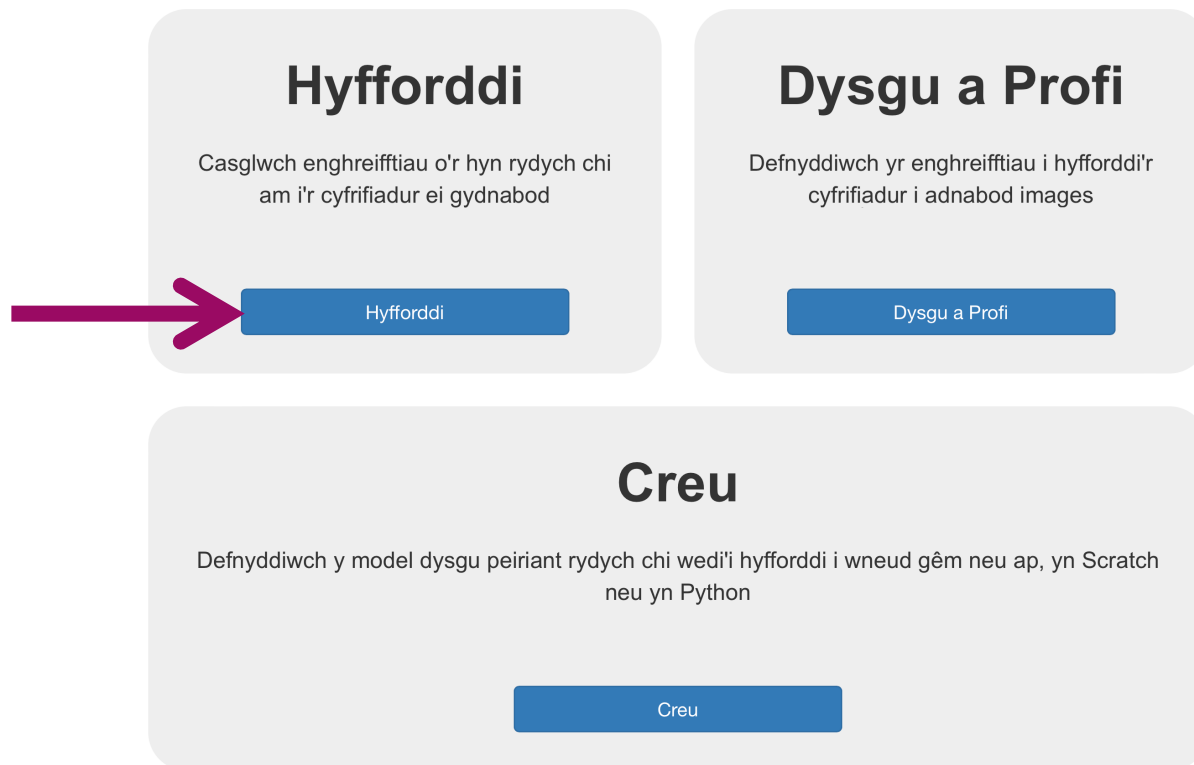 Hyfforddi
Casglwch enghreifftiau o'r hyn rydych chi
am i'r cyfrifiadur ei gydnabod
Hyfforddi
Dysgu a Profi
Defnyddiwch yr enghreifftiau i hyfforddi'r
cyfrifiadur i adnabod images
Dysgu a Profi
Creu
Defnyddiwch y model dysgu peiriant rydych chi wedi'i hyfforddi i wneud gêm neu ap, yn Scratch
neu yn Python
Creu